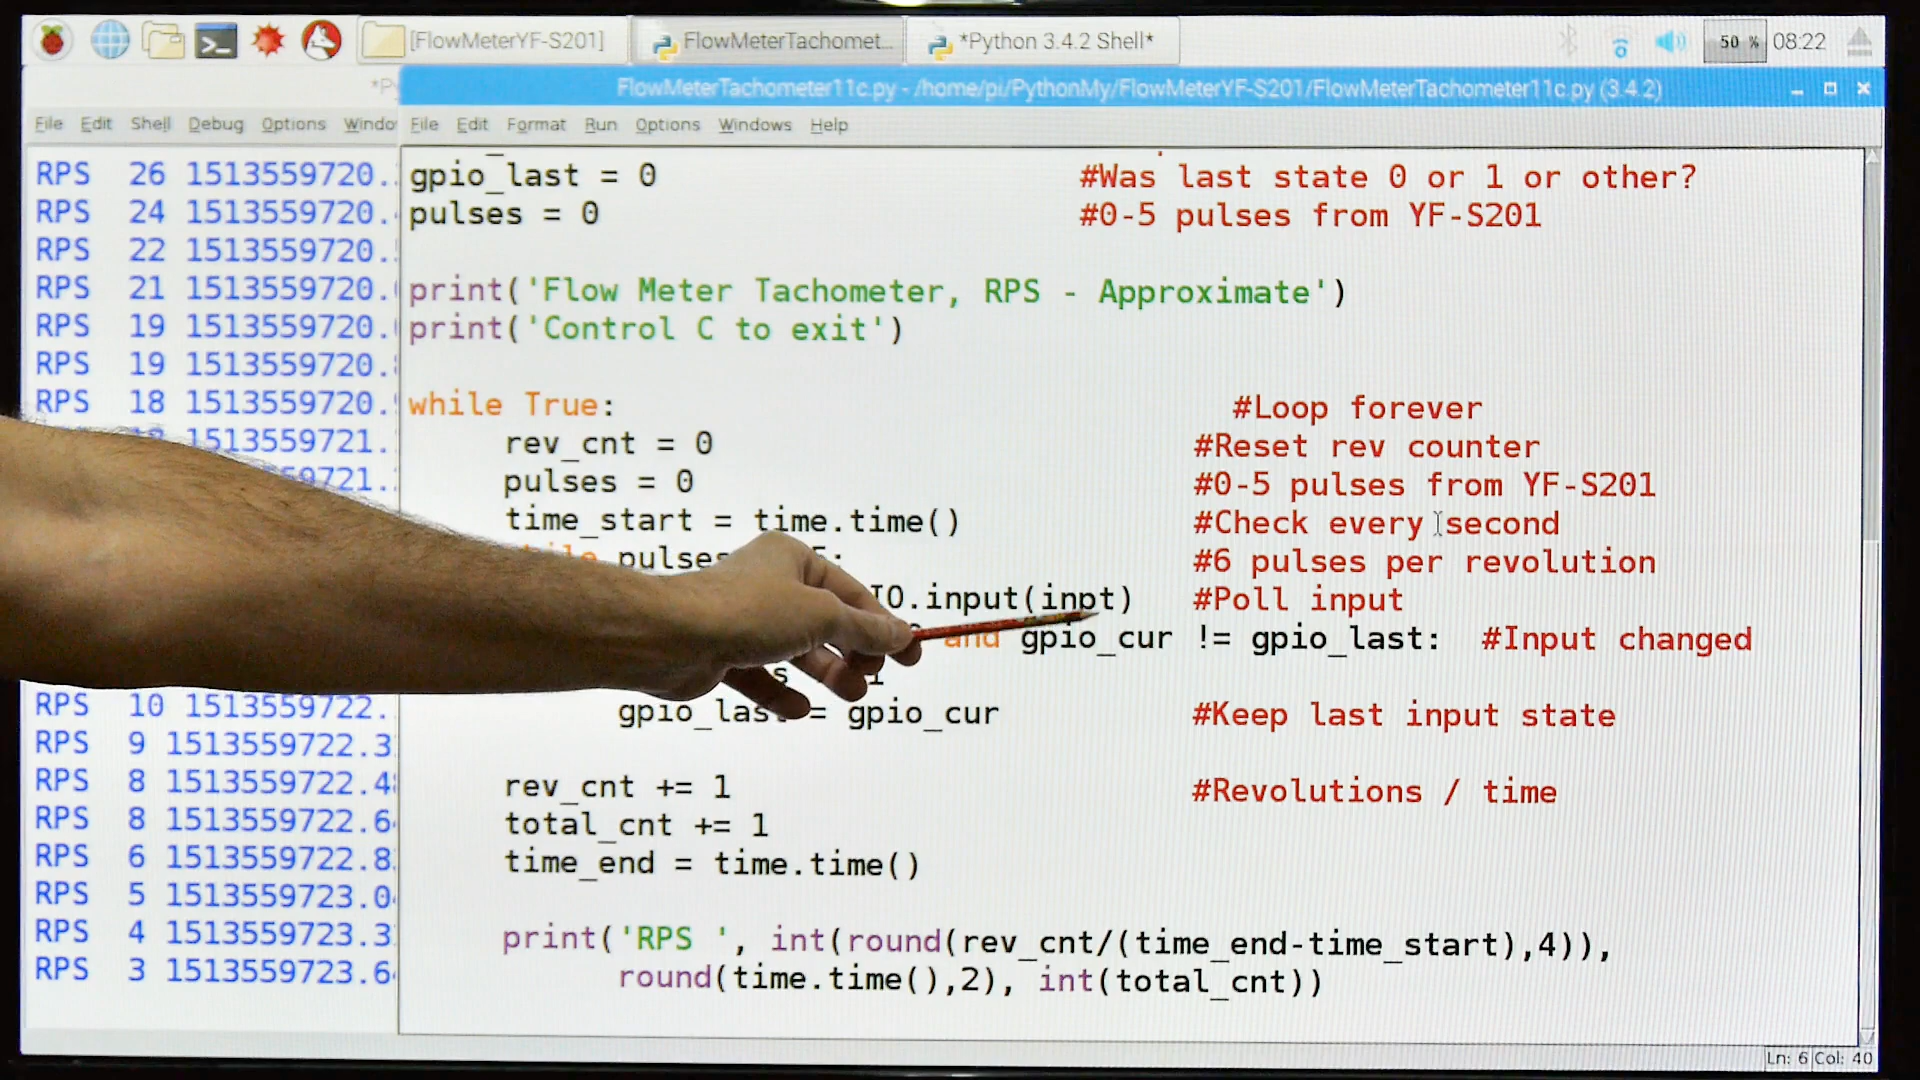 [FlowMeterYF-S201]
FlowMeterTachomet...
*Python 3.4.2 Shell*
50 %
08:22
*Py
FlowMeterTachometer11c.py - /home/pi/PythonMy/FlowMeterYF-S201/FlowMeterTachometer11c.py (3.4.2)
File Edit Shell Debug Options Windo
File Edit Format Run Options Windows Help
RPS 26 1513559720.
RPS 24 1513559720.
RPS 22 1513559720.
RPS 21 1513559720.
RPS 19 1513559720.
RPS 19 1513559720.
RPS 18 1513559720.
1513559721.
559721.
RPS 10 1513559722.
RPS 9 1513559722.3
RPS 8 1513559722.4
RPS 8 1513559722.6
RPS 6 1513559722.8
RPS 5 1513559723.0
RPS 4 1513559723.3
RPS 3 1513559723.6
gpio_last = 0 #Was last state 0 or 1 or other?
pulses = 0 #0-5 pulses from YF-S201
print('Flow Meter Tachometer, RPS - Approximate')
print('Control C to exit')
while True: #Loop forever
rev_cnt = 0 #Reset rev counter
pulses = 0 #0-5 pulses from YF-S201
time_start = time.time() #Check every second
pulses : #6 pulses per revolution
IO.input(inpt) #Poll input
and gpio_cur != gpio_last: #Input changed
gpio_last = gpio_cur #Keep last input state
rev_cnt += 1 #Revolutions / time
total_cnt += 1
time_end = time.time()
print('RPS ', int(round(rev_cnt/(time_end-time_start),4)),
round(time.time(),2), int(total_cnt))
Ln: 6 Col: 40